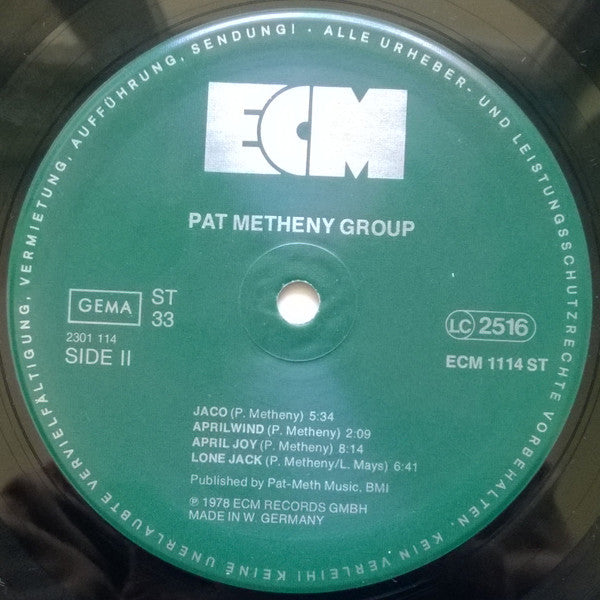 ALLE URHEBER- UND LEISTUNGSSCHUTZRECHTE VORBEHALTEN. KEIN VERLEIH! KEINE UNERLAUBTE VERVIELFÄLTIGUNG, VERMIETUNG, AUFFÜHRUNG, SENDUNG! -
ECM
PAT METHENY GROUP
GEMA
ST
33
2301 114
SIDE II
LC 2516
ECM 1114 ST
JACO (P. Metheny) 5:34
APRILWIND (P. Metheny) 2:09
APRIL JOY (P. Metheny) 8:14
LONE JACK (P. Metheny/L. Mays) 6:41
Published by Pat-Meth Music, BMI
℗ 1978 ECM RECORDS GMBH
MADE IN W. GERMANY